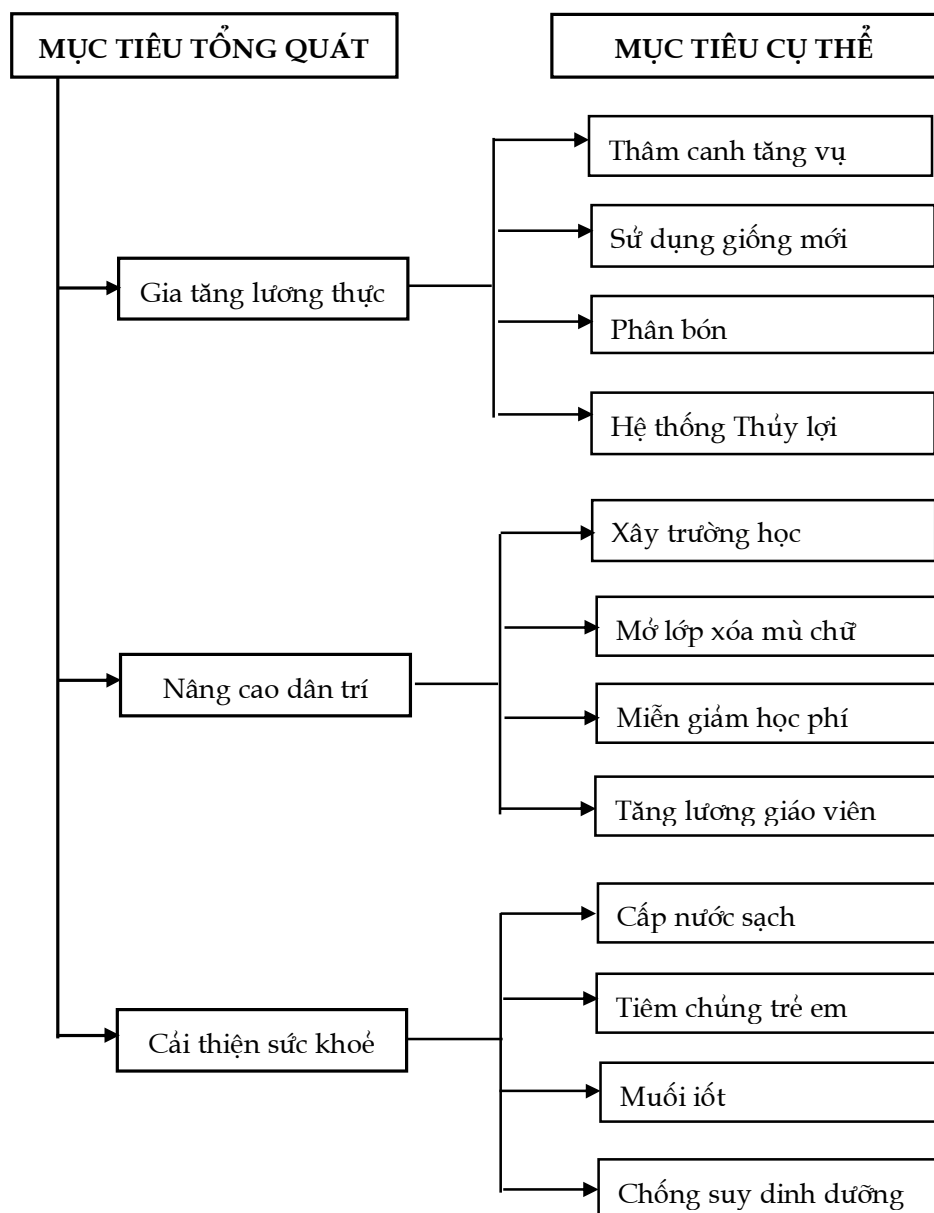 MỤC TIÊU TỔNG QUÁT
MỤC TIÊU CỤ THỂ
Gia tăng lương thực
Thâm canh tăng vụ
Sử dụng giống mới
Phân bón
Hệ thống Thủy lợi
Nâng cao dân trí
Xây trường học
Mở lớp xóa mù chữ
Miễn giảm học phí
Tăng lương giáo viên
Cải thiện sức khoẻ
Cấp nước sạch
Tiêm chủng trẻ em
Muối iốt
Chống suy dinh dưỡng